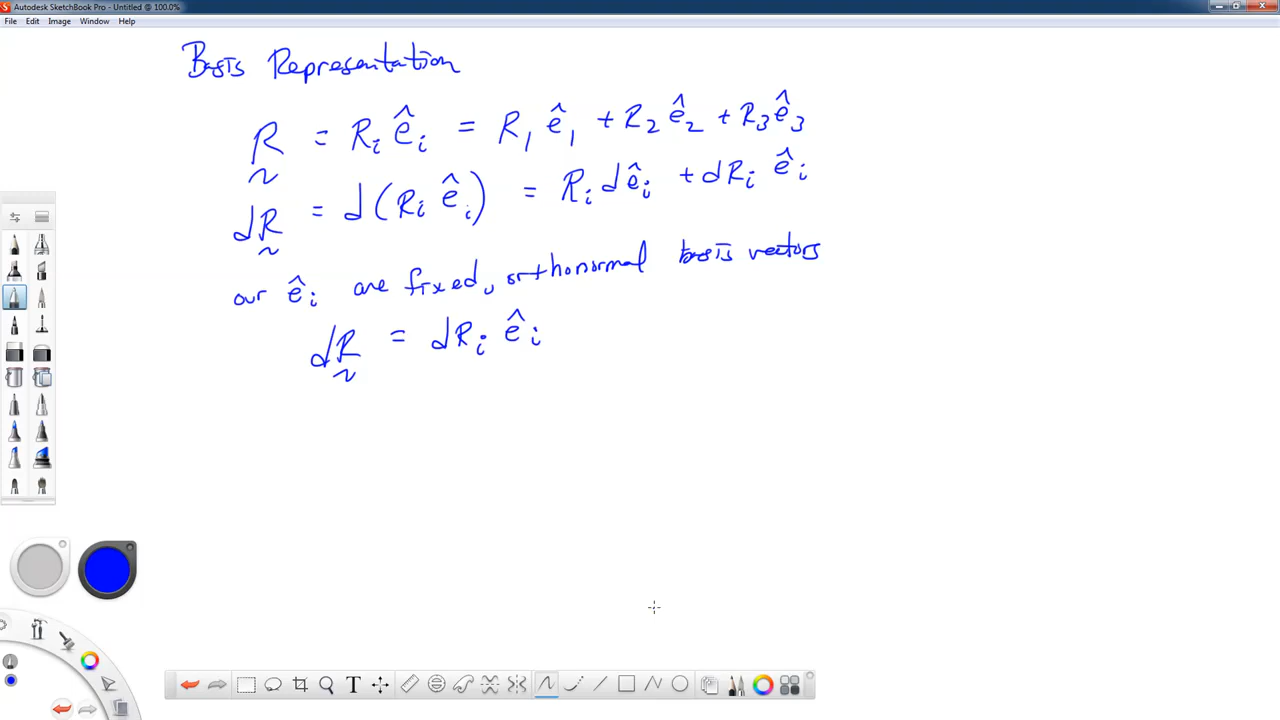 Autodesk SketchBook Pro - Untitled @ 100.0%
File Edit Image Window Help
Basis Representation
R̰ = Rᵢ êᵢ = R₁ ê₁ + R₂ ê₂ + R₃ ê₃
dR̰ = d(Rᵢ êᵢ) = Rᵢ dêᵢ + dRᵢ êᵢ
our êᵢ are fixed, orthonormal basis vectors
dR̰ = dRᵢ êᵢ